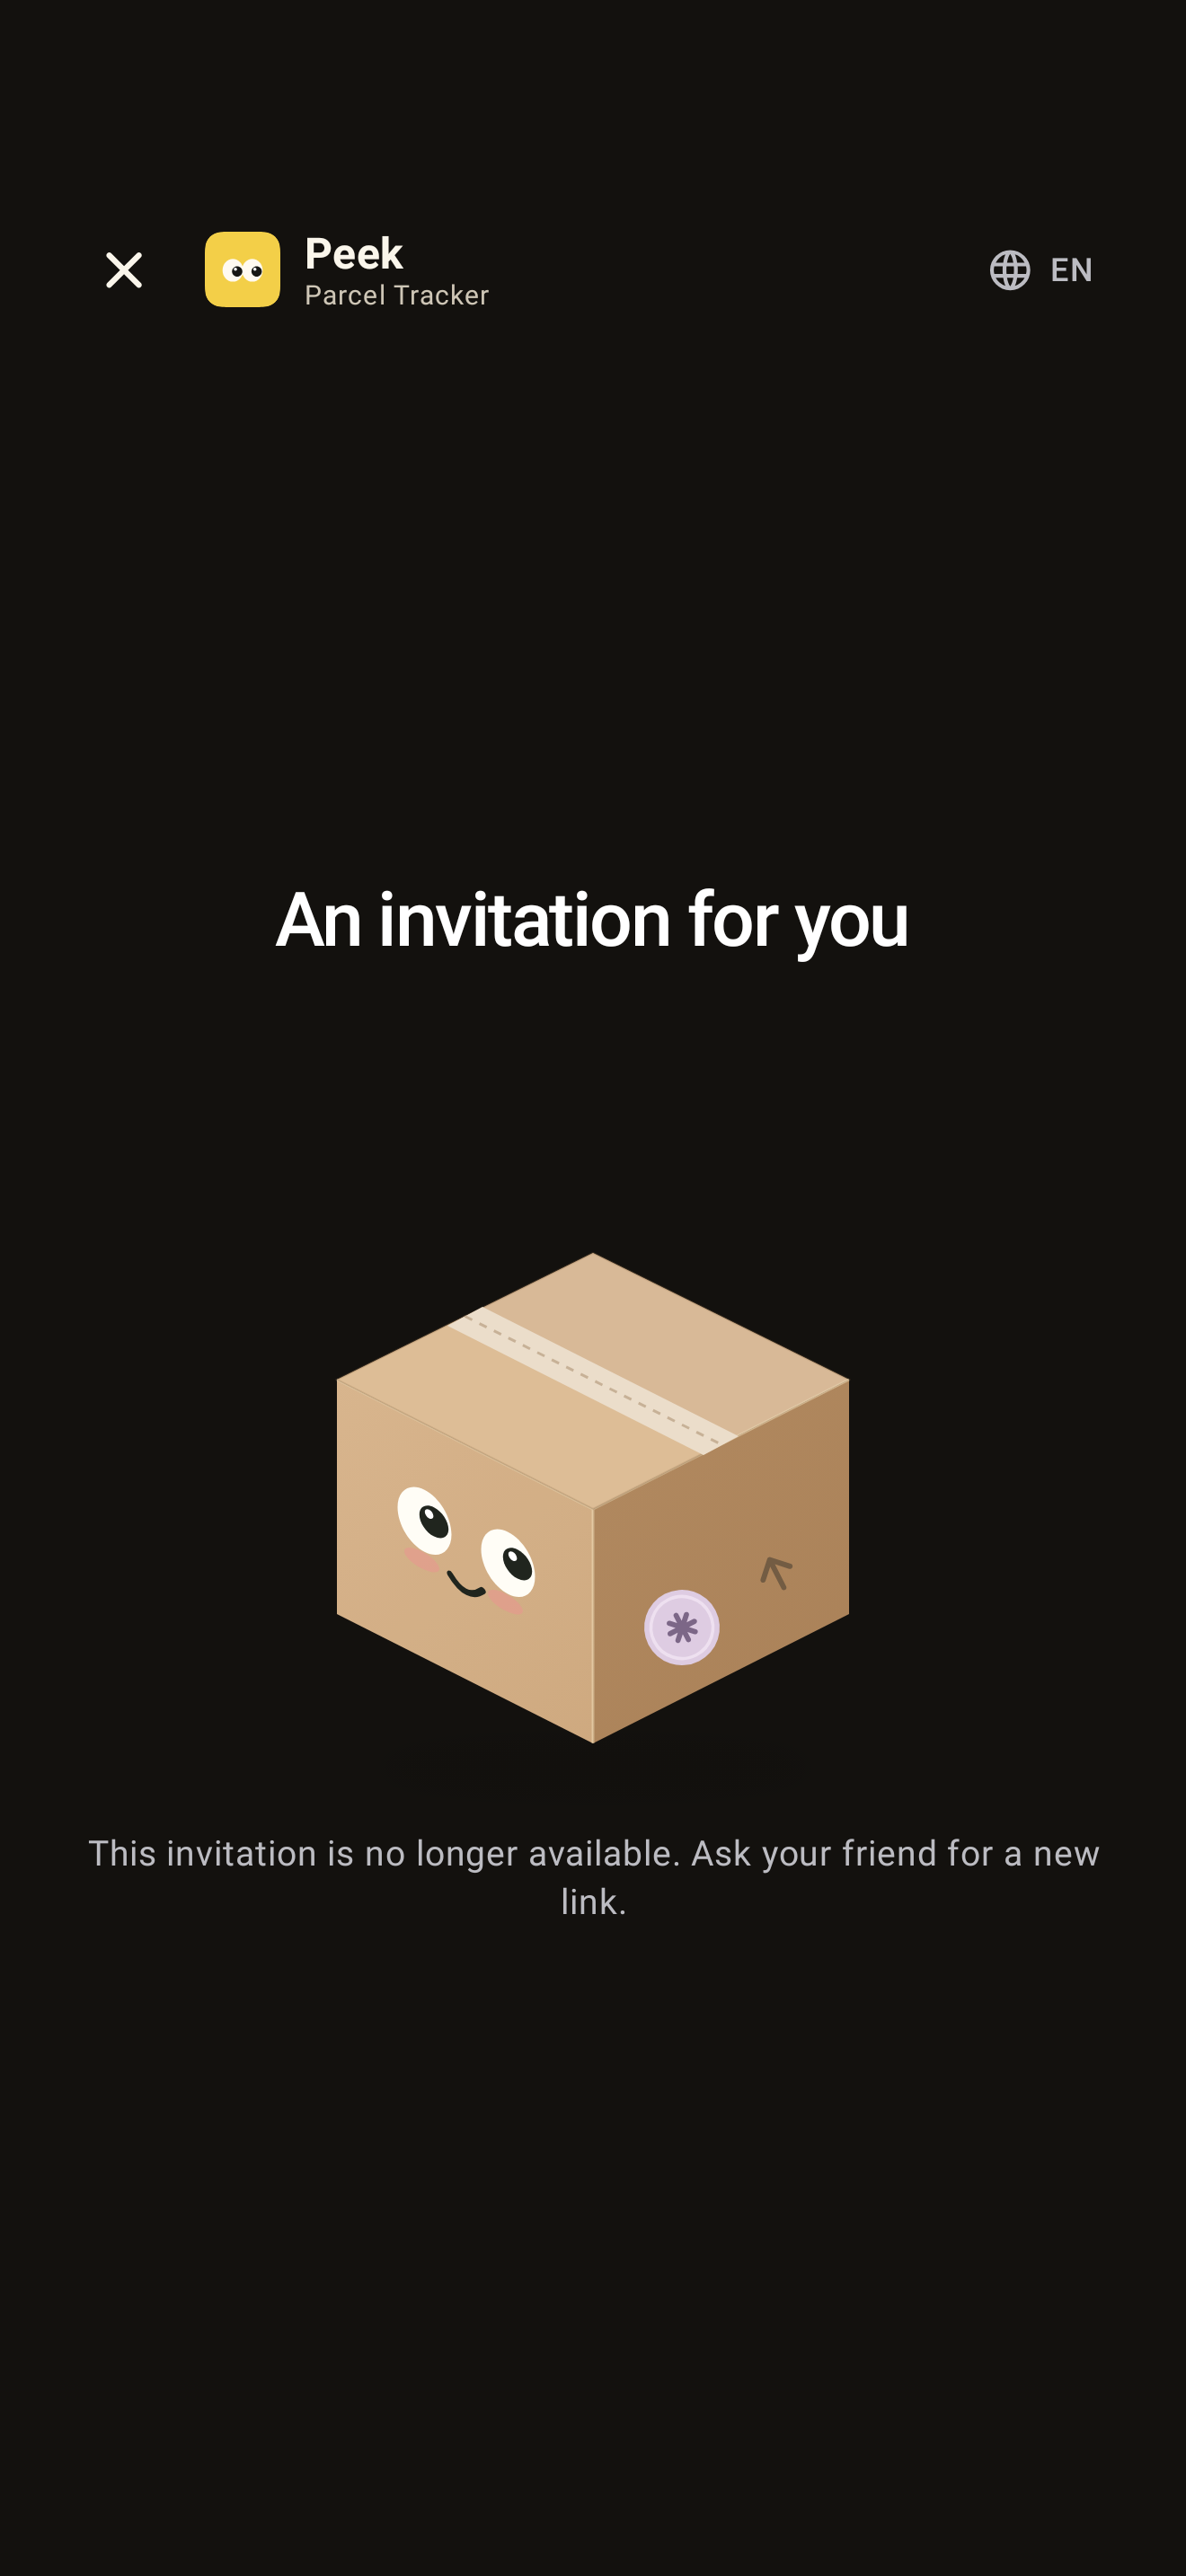 Peek
Parcel Tracker
EN
An invitation for you
This invitation is no longer available. Ask your friend for a new
link.